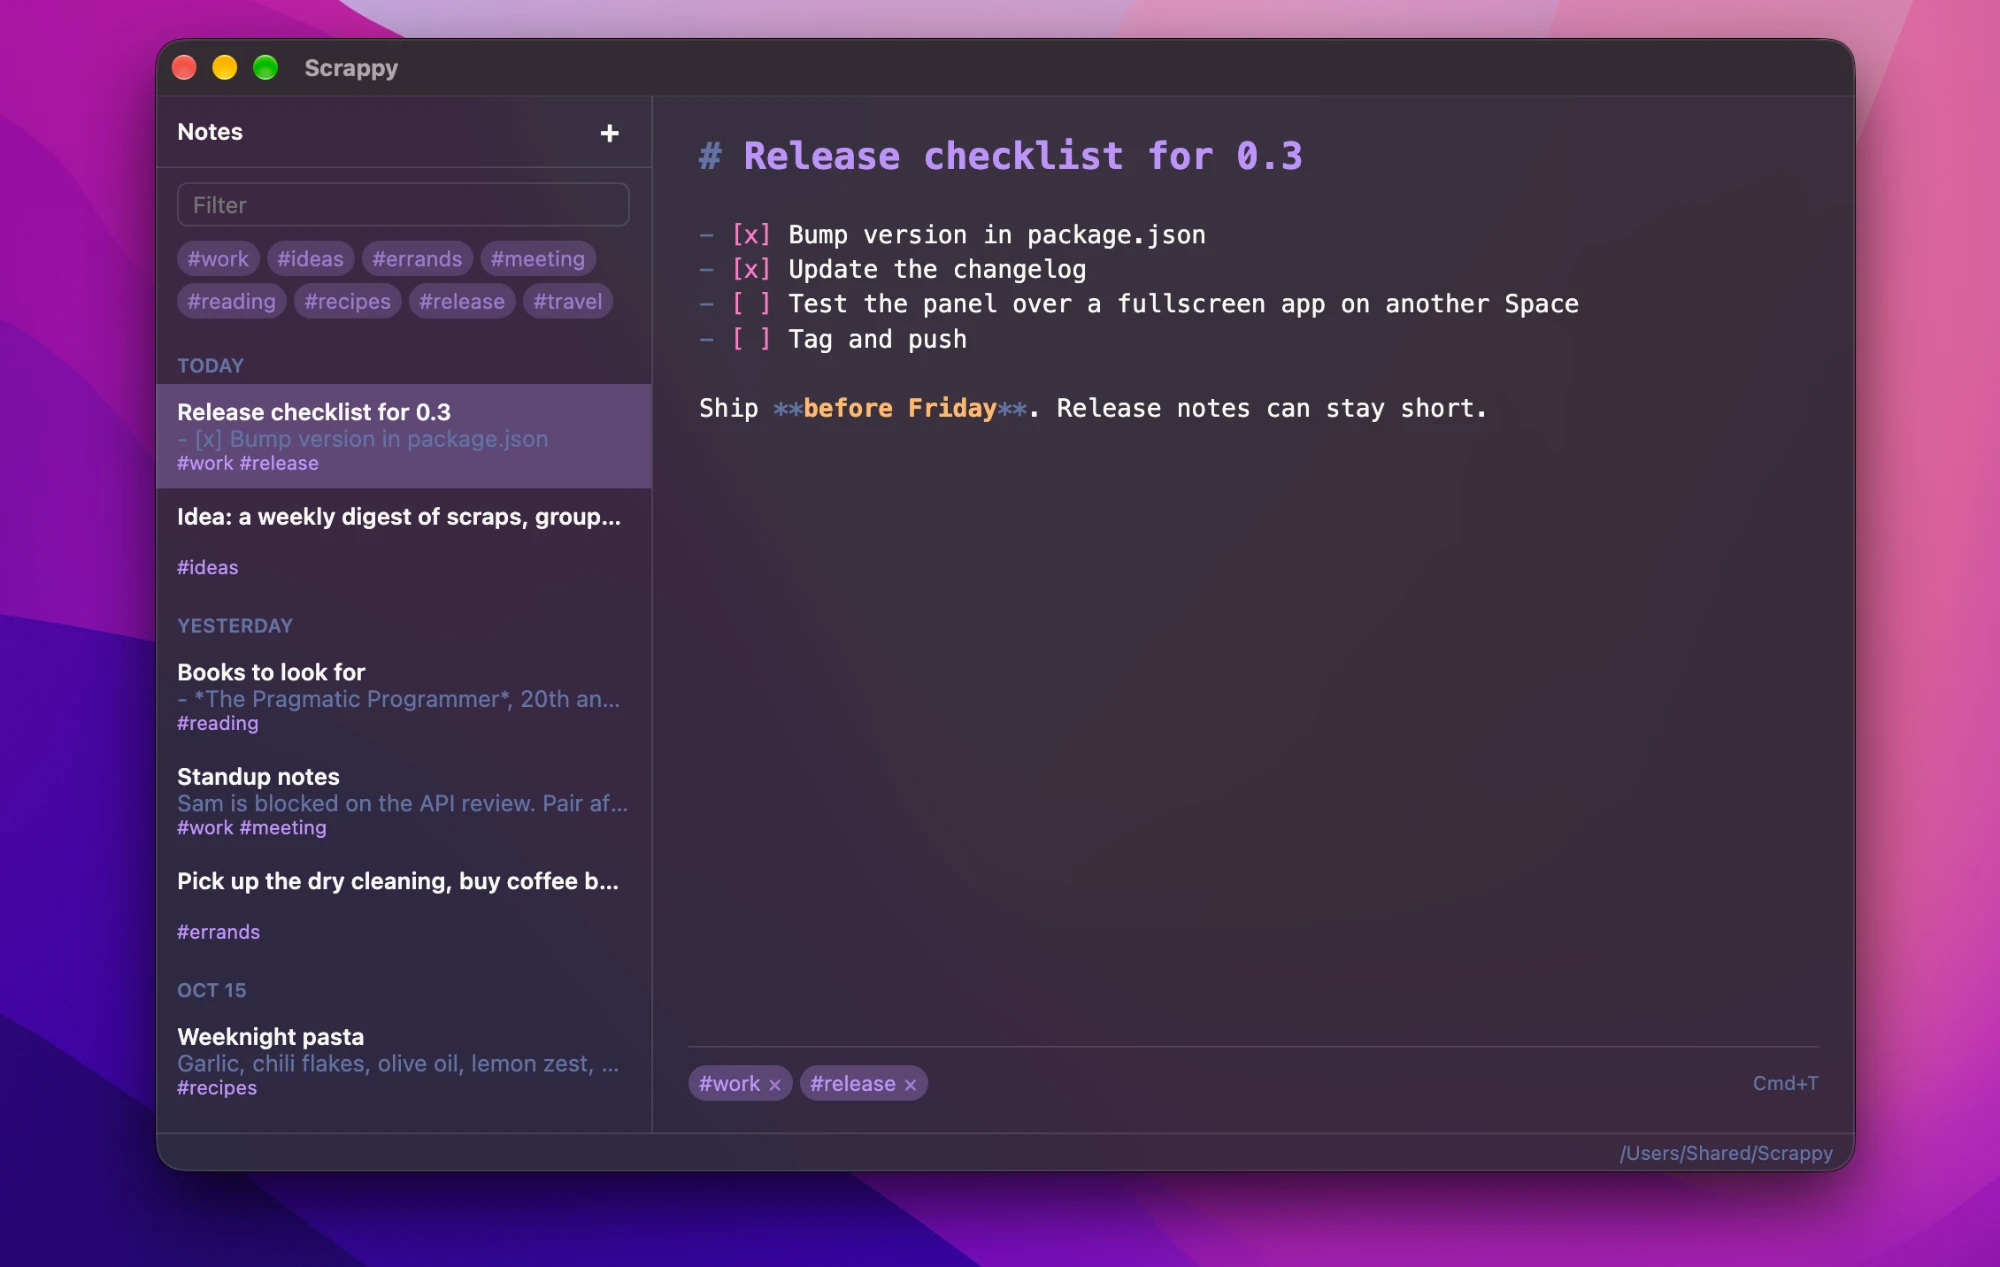 Scrappy
Notes
+
Filter
#work #ideas #errands #meeting
#reading #recipes #release #travel
TODAY
Release checklist for 0.3
- [x] Bump version in package.json
#work #release
Idea: a weekly digest of scraps, group...
#ideas
YESTERDAY
Books to look for
- *The Pragmatic Programmer*, 20th an...
#reading
Standup notes
Sam is blocked on the API review. Pair af...
#work #meeting
Pick up the dry cleaning, buy coffee b...
#errands
OCT 15
Weeknight pasta
Garlic, chili flakes, olive oil, lemon zest, ...
#recipes
# Release checklist for 0.3
- [x] Bump version in package.json
- [x] Update the changelog
- [ ] Test the panel over a fullscreen app on another Space
- [ ] Tag and push
Ship **before Friday**. Release notes can stay short.
#work × #release ×
Cmd+T
/Users/Shared/Scrappy